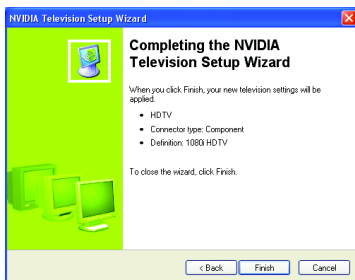 NVIDIA Television Setup Wizard
Completing the NVIDIA
Television Setup Wizard
When you click Finish, your new television settings will be
applied.
• HDTV
• Connector type: Component
• Definition: 1080i HDTV
To close the wizard, click Finish.
< Back
Finish
Cancel